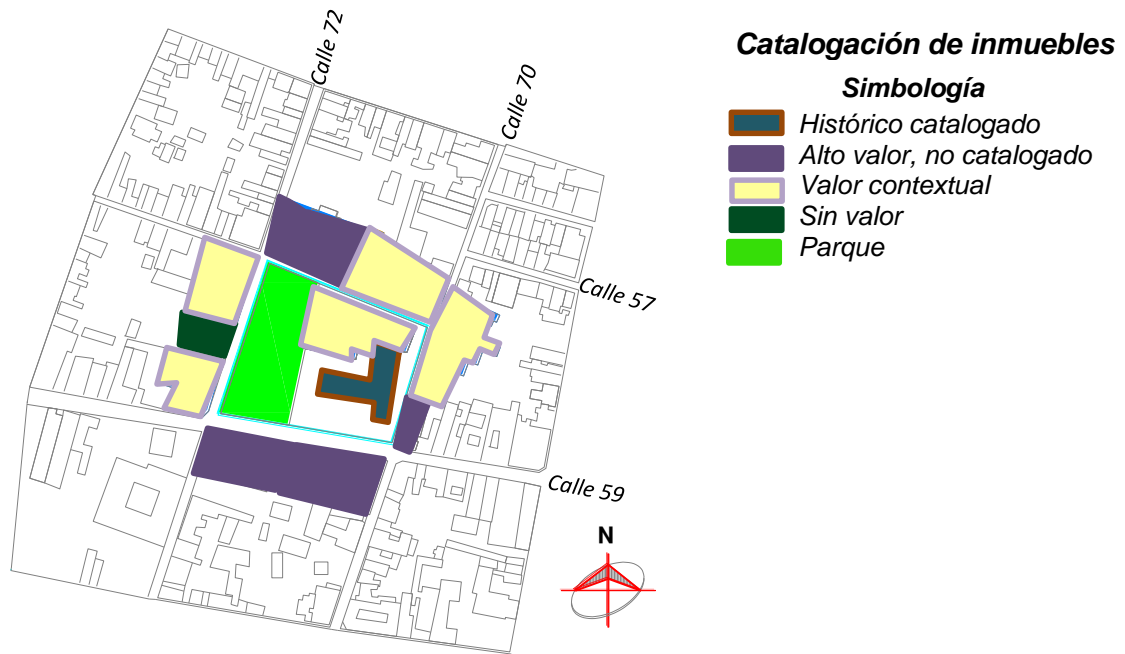 Catalogación de inmuebles
Simbología
Histórico catalogado
Alto valor, no catalogado
Valor contextual
Sin valor
Parque
Calle 72
Calle 70
Calle 57
Calle 59
N